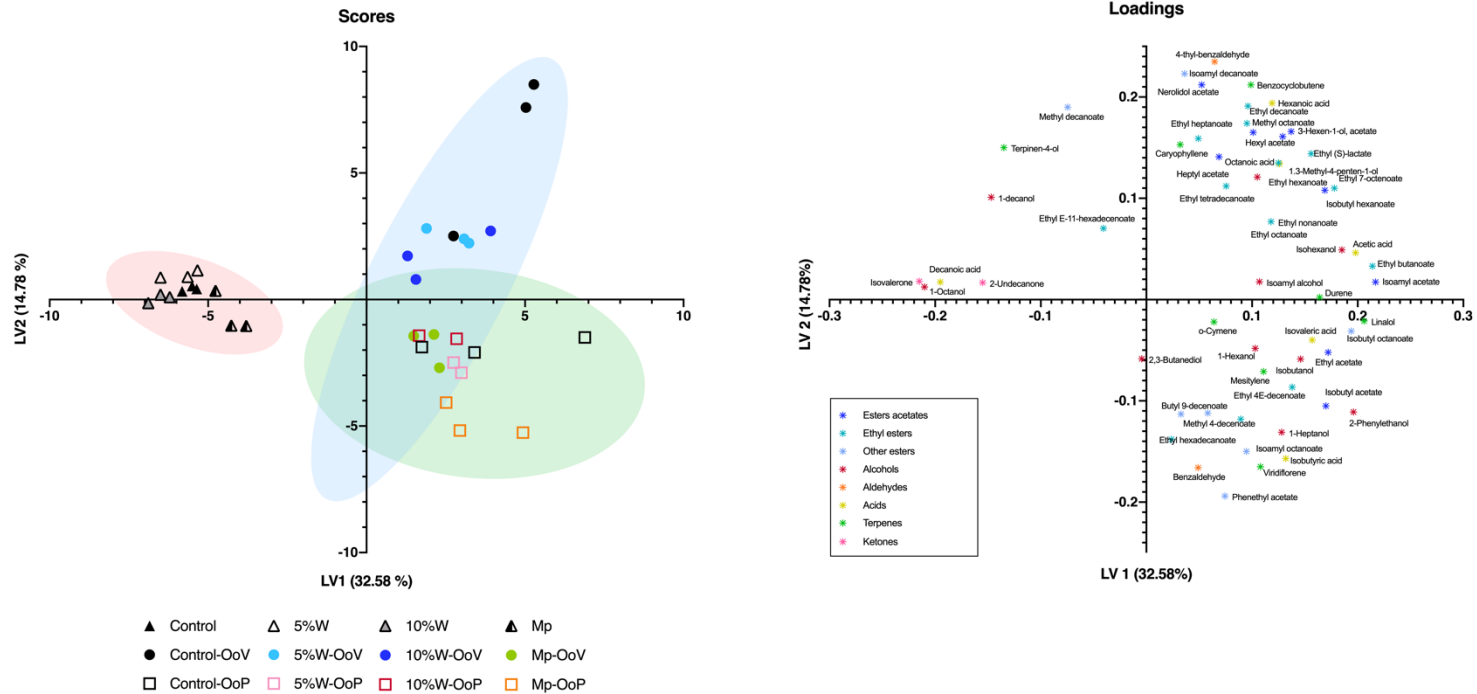 Scores
10
5
-10
-5
5
10
-5
-10
LV2 (14.78 %)
LV1 (32.58 %)
Control
5%W
10%W
Mp
Control-OoV
5%W-OoV
10%W-OoV
Mp-OoV
Control-OoP
5%W-OoP
10%W-OoP
Mp-OoP
Loadings
4-thyl-benzaldehyde
Isoamyl decanoate
Nerolidol acetate
0.2
Benzocyclobutene
Hexanoic acid
Ethyl decanoate
Methyl decanoate
Ethyl heptanoate
Methyl octanoate
3-Hexen-1-ol, acetate
Hexyl acetate
Terpinen-4-ol
Caryophyllene
Octanoic acid
Ethyl (S)-lactate
Heptyl acetate
1.3-Methyl-4-penten-1-ol
Ethyl hexanoate
Ethyl 7-octenoate
1-decanol
0.1
Ethyl tetradecanoate
Isobutyl hexanoate
Ethyl E-11-hexadecenoate
Ethyl nonanoate
Ethyl octanoate
Isohexanol
Acetic acid
Decanoic acid
Ethyl butanoate
Isovalerone
1-Octanol
2-Undecanone
Isoamyl alcohol
Isoamyl acetate
Durene
-0.3
-0.2
-0.1
0.1
0.2
0.3
o-Cymene
Isovaleric acid
Linalol
Isobutyl octanoate
2,3-Butanediol
1-Hexanol
Ethyl acetate
Isobutanol
Mesitylene
Ethyl 4E-decenoate
Isobutyl acetate
-0.1
Butyl 9-decenoate
Methyl 4-decenoate
2-Phenylethanol
Ethyl hexadecanoate
1-Heptanol
Isoamyl octanoate
Isobutyric acid
Benzaldehyde
Viridiflorene
-0.2
Phenethyl acetate
LV 2 (14.78%)
LV 1 (32.58%)
Esters acetates
Ethyl esters
Other esters
Alcohols
Aldehydes
Acids
Terpenes
Ketones